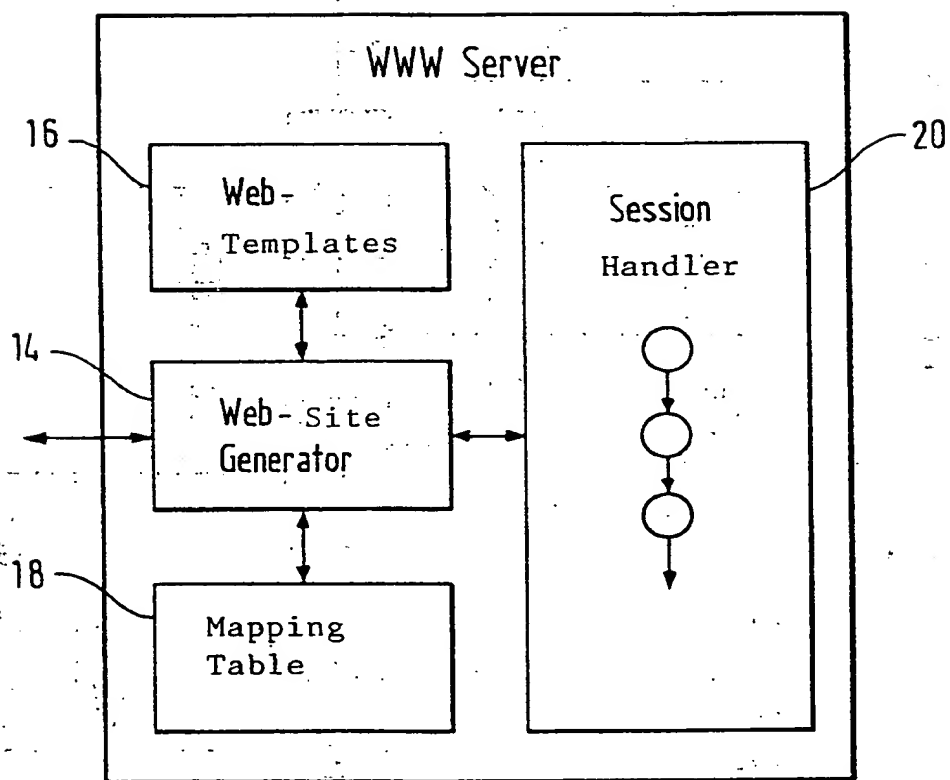 WWW Server
16
Web-
Templates
20
Session
Handler
14
Web-Site
Generator
18
Mapping
Table